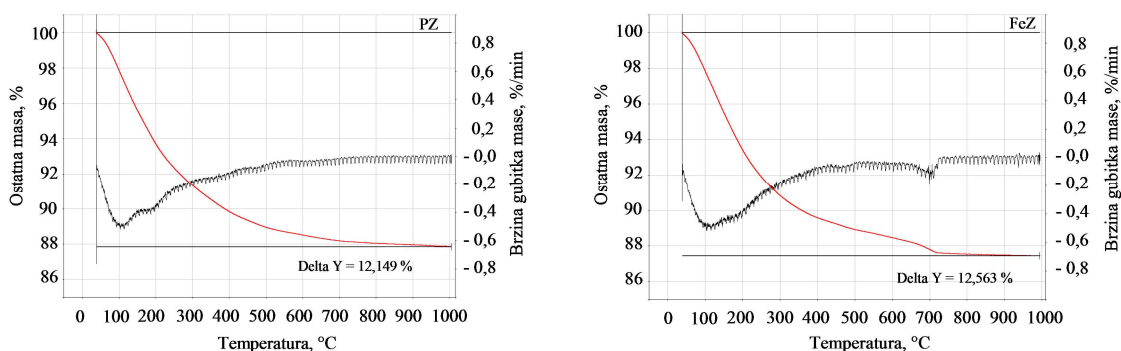 PZ
Ostatna masa, %
100
98
96
94
92
90
88
86
0,8
0,6
0,4
0,2
- 0,0
- 0,2
- 0,4
- 0,6
- 0,8
Brzina gubitka mase, %/min
Delta Y = 12,149 %
0 100 200 300 400 500 600 700 800 900 1000
Temperatura, °C
FeZ
Ostatna masa, %
100
98
96
94
92
90
88
86
0,8
0,6
0,4
0,2
- 0,0
- 0,2
- 0,4
- 0,6
- 0,8
Brzina gubitka mase, %/min
Delta Y = 12,563 %
0 100 200 300 400 500 600 700 800 900 1000
Temperatura, °C